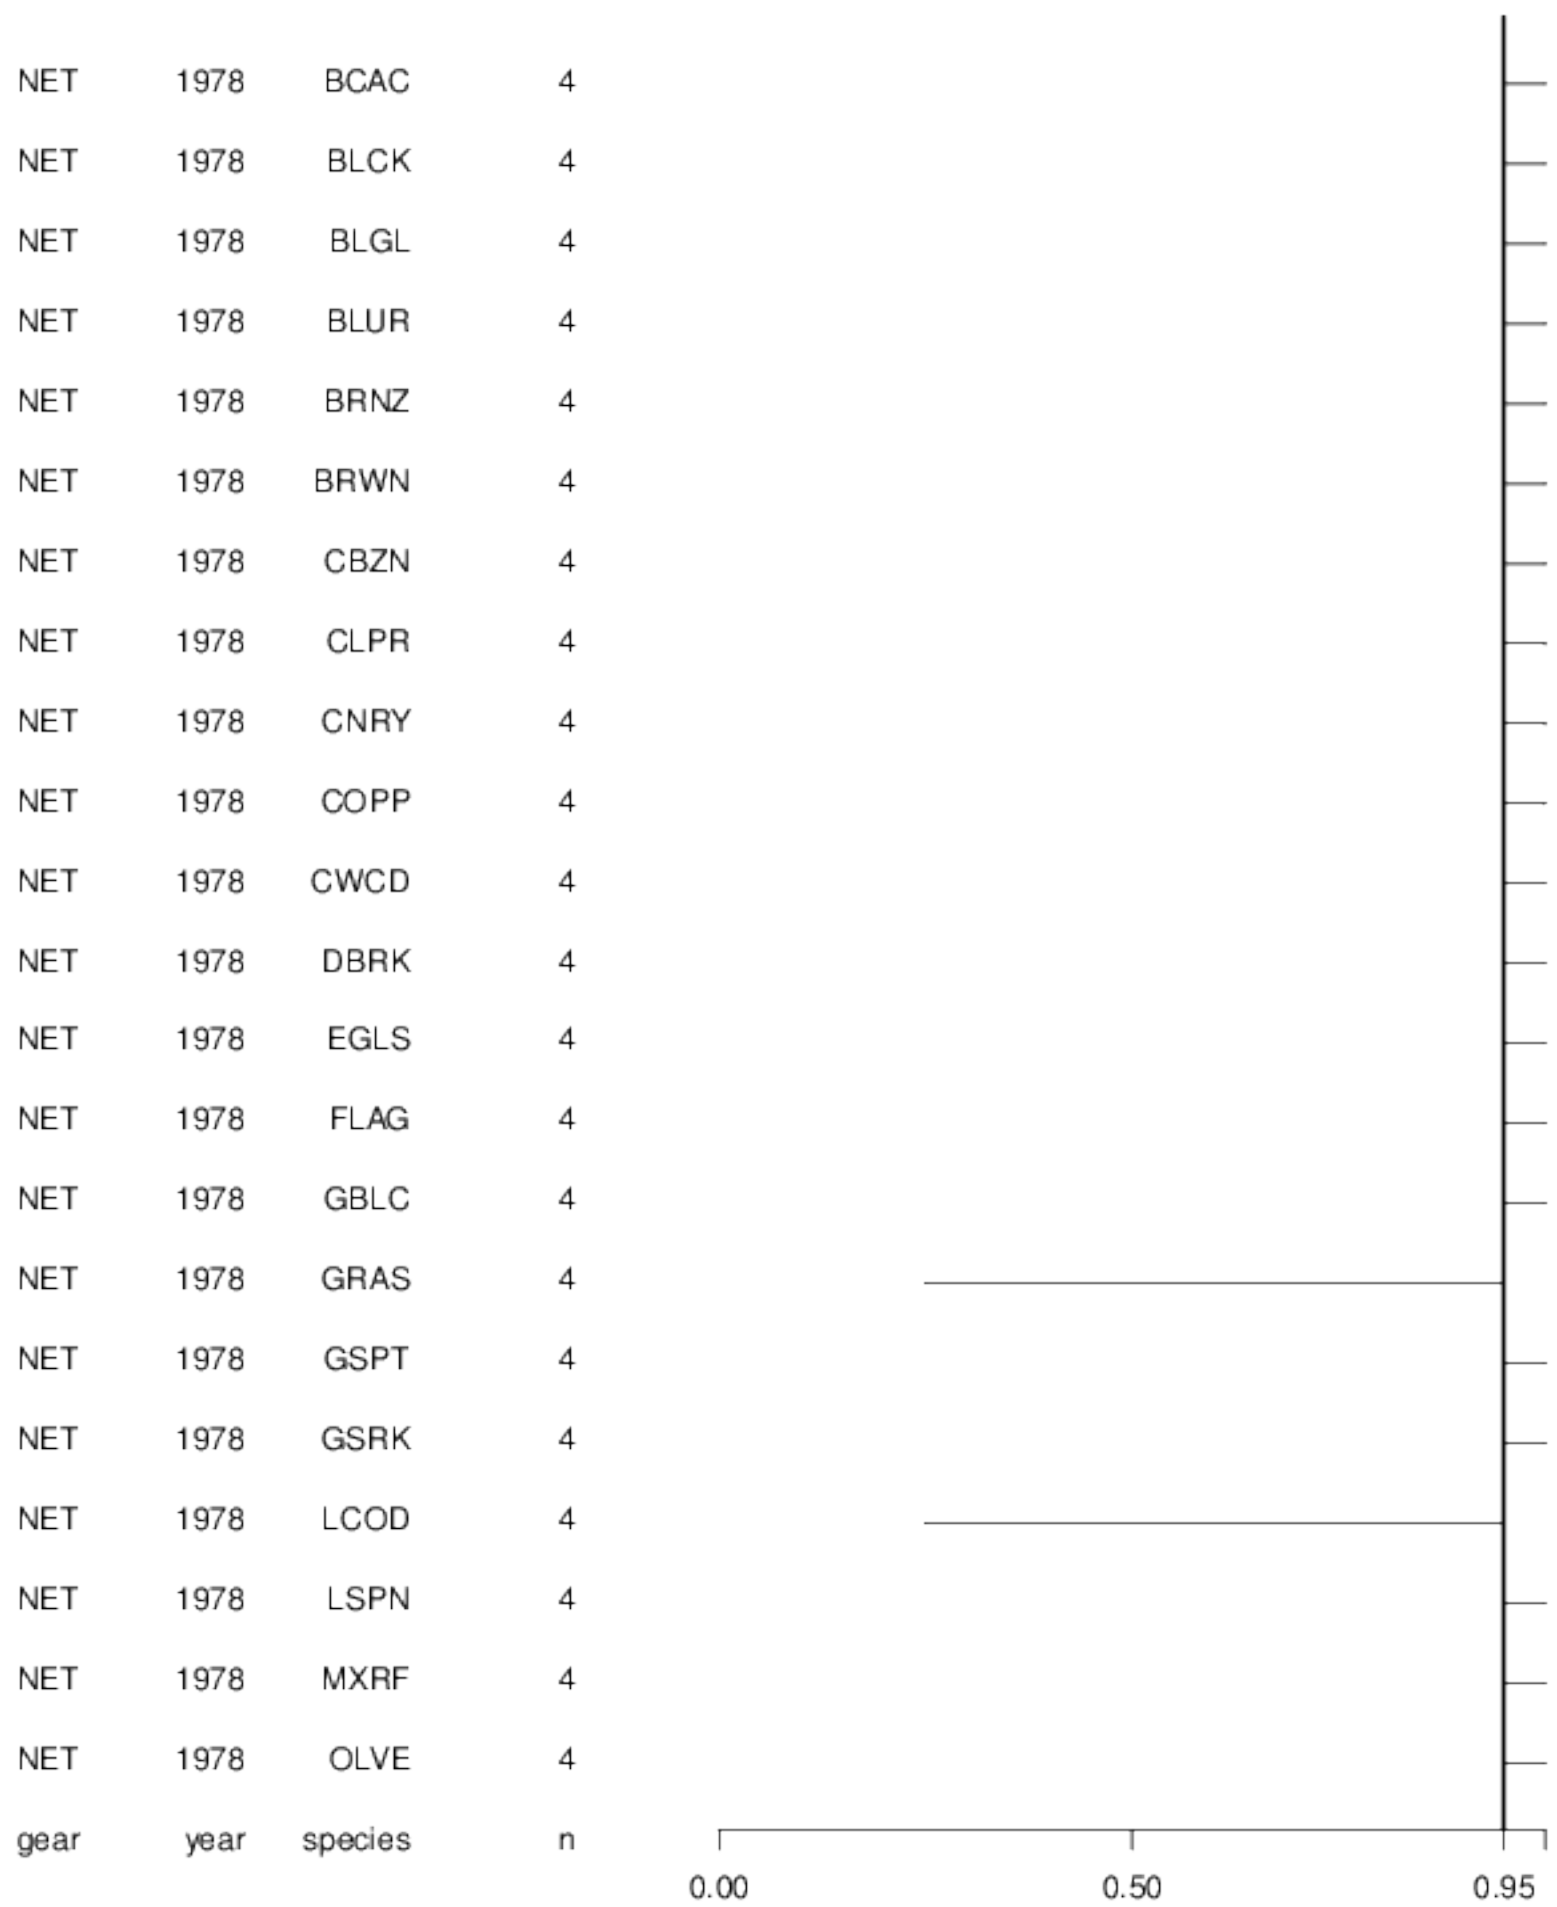 NET 1978 BCAC 4
NET 1978 BLCK 4
NET 1978 BLGL 4
NET 1978 BLUR 4
NET 1978 BRNZ 4
NET 1978 BRWN 4
NET 1978 CBZN 4
NET 1978 CLPR 4
NET 1978 CNRY 4
NET 1978 COPP 4
NET 1978 CWCD 4
NET 1978 DBRK 4
NET 1978 EGLS 4
NET 1978 FLAG 4
NET 1978 GBLC 4
NET 1978 GRAS 4
NET 1978 GSPT 4
NET 1978 GSRK 4
NET 1978 LCOD 4
NET 1978 LSPN 4
NET 1978 MXRF 4
NET 1978 OLVE 4
gear year species n
0.00 0.50 0.95